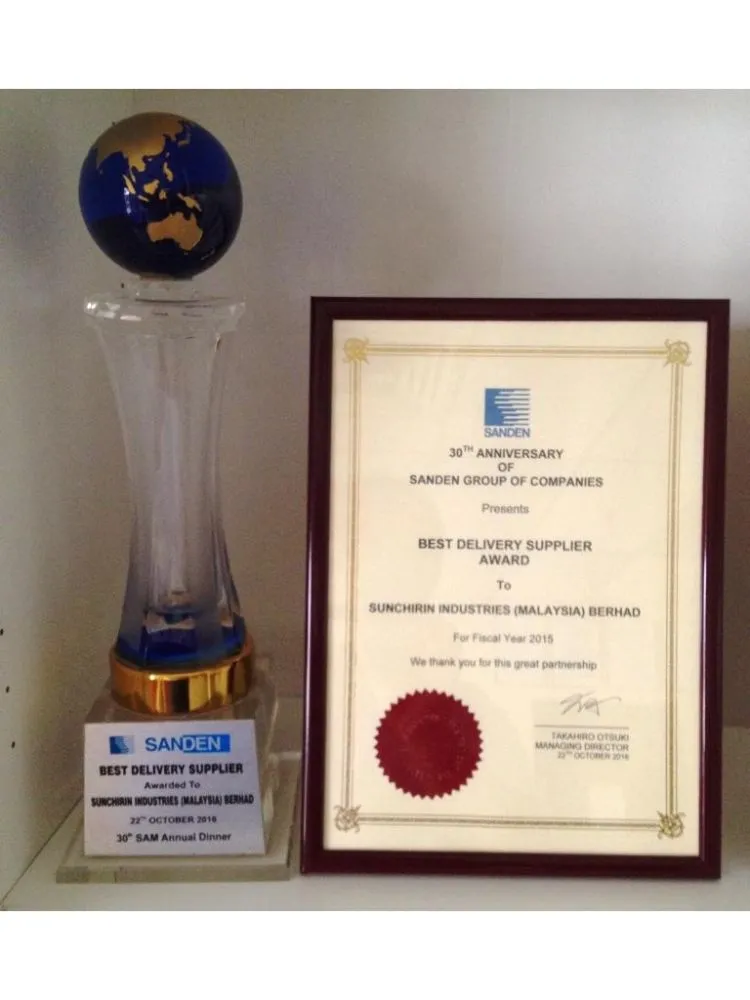 SANDEN
BEST DELIVERY SUPPLIER
Awarded To
SUNCHIRIN INDUSTRIES (MALAYSIA) BERHAD
22ND OCTOBER 2016
30th SAM Annual Dinner
SANDEN
30TH ANNIVERSARY
OF
SANDEN GROUP OF COMPANIES
Presents
BEST DELIVERY SUPPLIER
AWARD
To
SUNCHIRIN INDUSTRIES (MALAYSIA) BERHAD
For Fiscal Year 2015
We thank you for this great partnership
TAKAHIRO OTSUKI
MANAGING DIRECTOR
22ND OCTOBER 2016